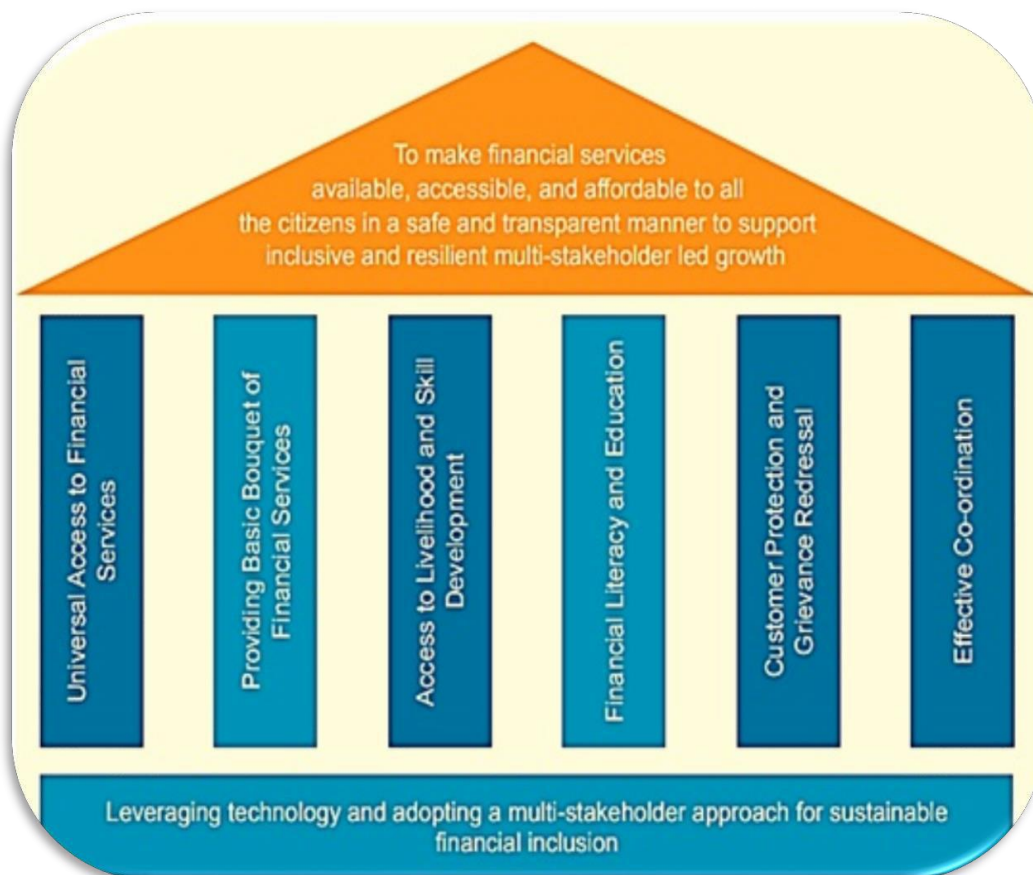 To make financial services
available, accessible, and affordable to all
the citizens in a safe and transparent manner to support
inclusive and resilient multi-stakeholder led growth
Universal Access to Financial
Services
Providing Basic Bouquet of
Financial Services
Access to Livelihood and Skill
Development
Financial Literacy and Education
Customer Protection and
Grievance Redressal
Effective Co-ordination
Leveraging technology and adopting a multi-stakeholder approach for sustainable
financial inclusion